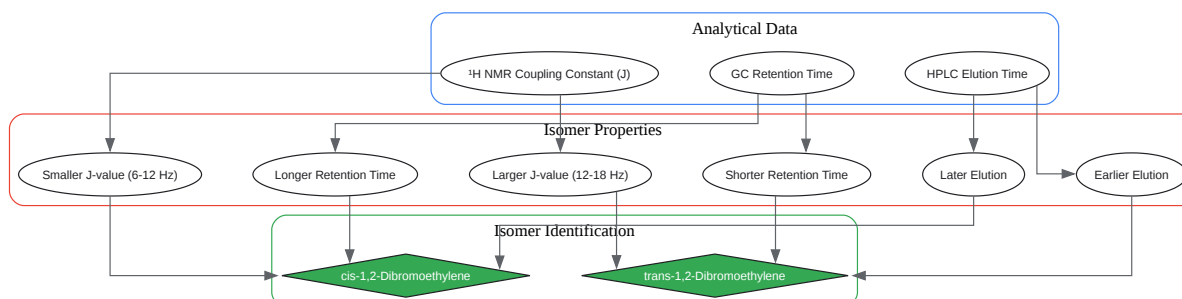 Analytical Data
¹H NMR Coupling Constant (J)
GC Retention Time
HPLC Elution Time
Isomer Properties
Smaller J-value (6-12 Hz)
Longer Retention Time
Larger J-value (12-18 Hz)
Shorter Retention Time
Later Elution
Earlier Elution
Isomer Identification
cis-1,2-Dibromoethylene
trans-1,2-Dibromoethylene